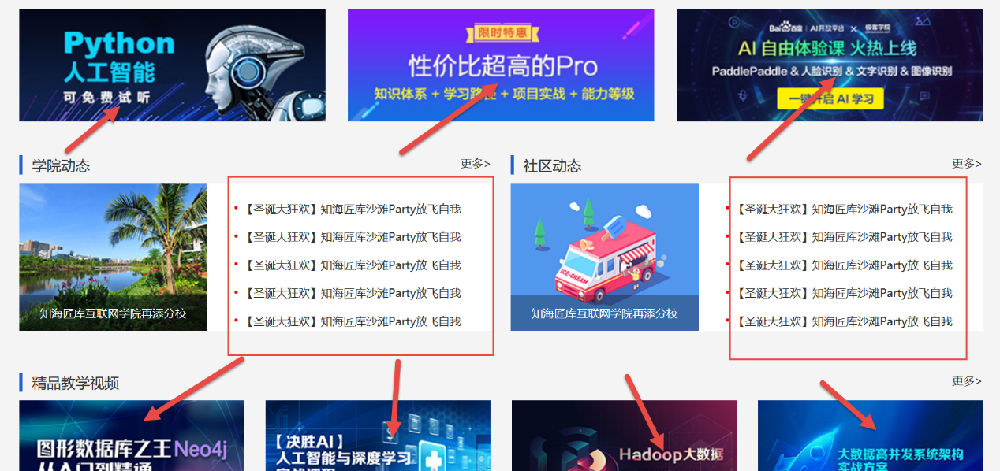 Python
人工智能
可免费试听
限时特惠
性价比超高的Pro
知识体系 + 学习路径 + 项目实战 + 能力等级
Bai百度 | AI开放平台 × 极客学院
AI 自由体验课 火热上线
PaddlePaddle & 人脸识别 & 文字识别 & 图像识别
一键开启 AI 学习
学院动态
更多>
知海匠库互联网学院再添分校
【圣诞大狂欢】知海匠库沙滩Party放飞自我
【圣诞大狂欢】知海匠库沙滩Party放飞自我
【圣诞大狂欢】知海匠库沙滩Party放飞自我
【圣诞大狂欢】知海匠库沙滩Party放飞自我
【圣诞大狂欢】知海匠库沙滩Party放飞自我
社区动态
更多>
ICE-CREAM
知海匠库互联网学院再添分校
【圣诞大狂欢】知海匠库沙滩Party放飞自我
【圣诞大狂欢】知海匠库沙滩Party放飞自我
【圣诞大狂欢】知海匠库沙滩Party放飞自我
【圣诞大狂欢】知海匠库沙滩Party放飞自我
【圣诞大狂欢】知海匠库沙滩Party放飞自我
精品教学视频
更多>
图形数据库之王Neo4j
从入门到精通
【决胜AI】
人工智能与深度学习
实战课程
Hadoop大数据
大数据高并发系统架构
实战方案